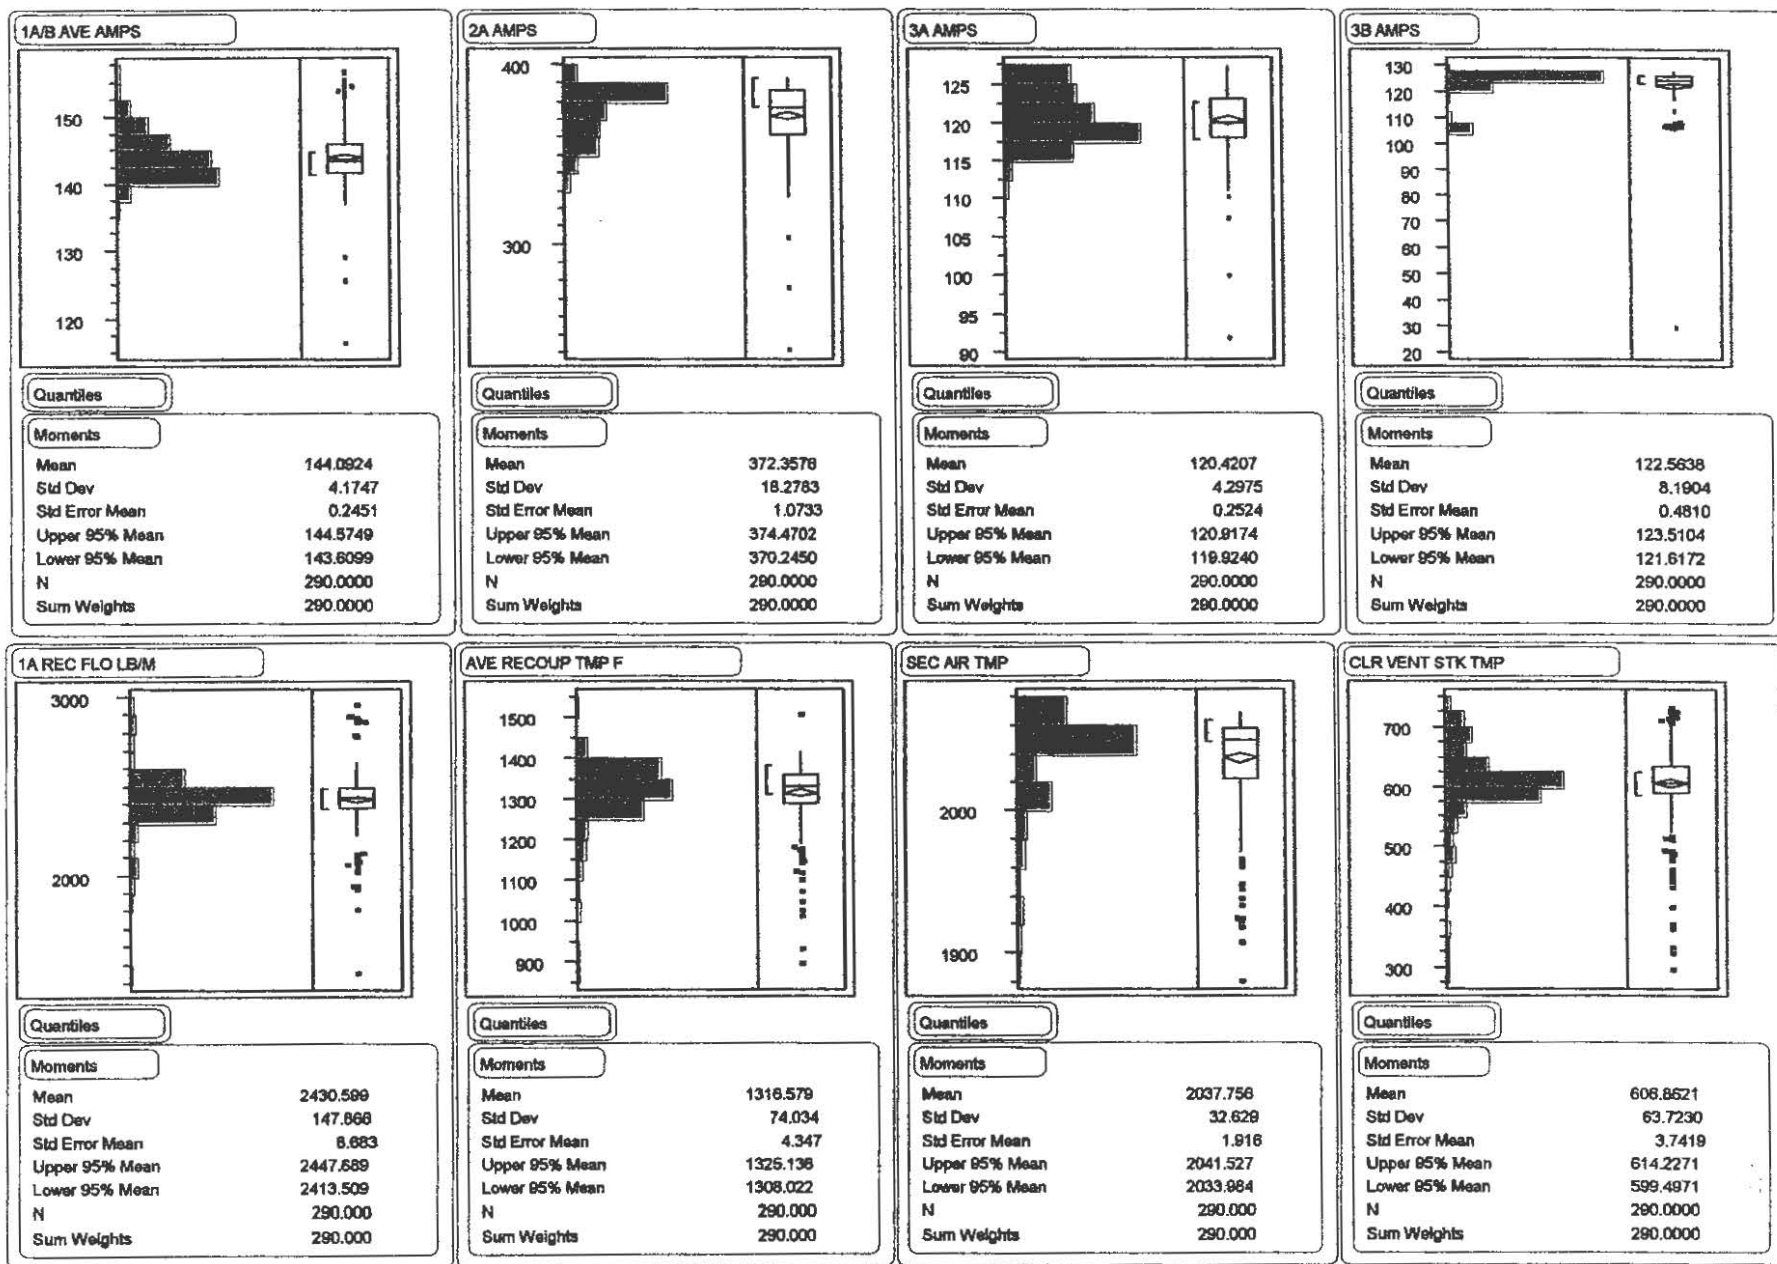 1A/B AVE AMPS
150
140
130
120
Quantiles
Moments
Mean 144.0924
Std Dev 4.1747
Std Error Mean 0.2451
Upper 95% Mean 144.5749
Lower 95% Mean 143.6099
N 290.0000
Sum Weights 290.0000
2A AMPS
400
300
Quantiles
Moments
Mean 372.3576
Std Dev 18.2783
Std Error Mean 1.0733
Upper 95% Mean 374.4702
Lower 95% Mean 370.2450
N 290.0000
Sum Weights 290.0000
3A AMPS
125
120
115
110
105
100
95
90
Quantiles
Moments
Mean 120.4207
Std Dev 4.2975
Std Error Mean 0.2524
Upper 95% Mean 120.9174
Lower 95% Mean 119.9240
N 290.0000
Sum Weights 290.0000
3B AMPS
130
120
110
100
90
80
70
60
50
40
30
20
Quantiles
Moments
Mean 122.5638
Std Dev 8.1904
Std Error Mean 0.4810
Upper 95% Mean 123.5104
Lower 95% Mean 121.6172
N 290.0000
Sum Weights 290.0000
1A REC FLO LB/M
3000
2000
Quantiles
Moments
Mean 2430.599
Std Dev 147.866
Std Error Mean 8.683
Upper 95% Mean 2447.689
Lower 95% Mean 2413.509
N 290.000
Sum Weights 290.000
AVE RECOUP TMP F
1500
1400
1300
1200
1100
1000
900
Quantiles
Moments
Mean 1316.579
Std Dev 74.034
Std Error Mean 4.347
Upper 95% Mean 1325.136
Lower 95% Mean 1308.022
N 290.000
Sum Weights 290.000
SEC AIR TMP
2000
1900
Quantiles
Moments
Mean 2037.756
Std Dev 32.629
Std Error Mean 1.916
Upper 95% Mean 2041.527
Lower 95% Mean 2033.984
N 290.000
Sum Weights 290.000
CLR VENT STK TMP
700
600
500
400
300
Quantiles
Moments
Mean 606.8621
Std Dev 63.7230
Std Error Mean 3.7419
Upper 95% Mean 614.2271
Lower 95% Mean 599.4971
N 290.0000
Sum Weights 290.0000